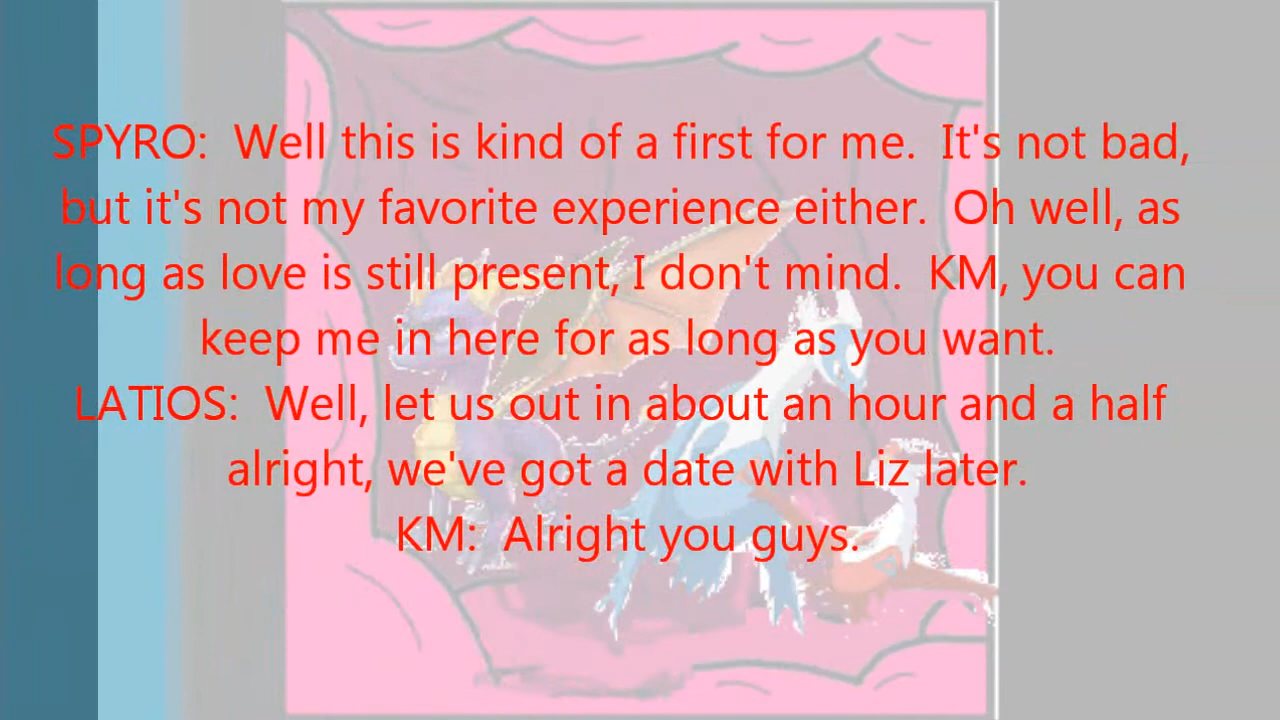 SPYRO:  Well this is kind of a first for me.  It's not bad,
but it's not my favorite experience either.  Oh well, as
long as love is still present, I don't mind.  KM, you can
keep me in here for as long as you want.
LATIOS:  Well, let us out in about an hour and a half
alright, we've got a date with Liz later.
KM:  Alright you guys.